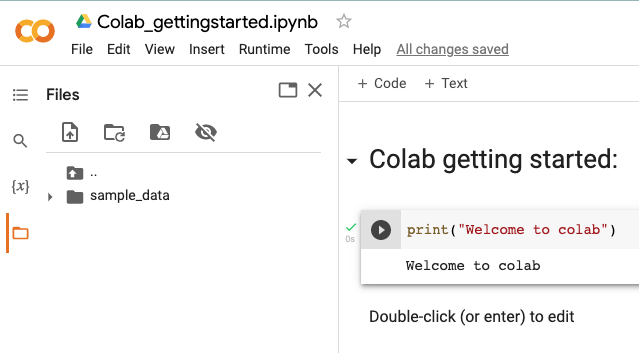 Colab_gettingstarted.ipynb
File Edit View Insert Runtime Tools Help All changes saved
Files
+ Code + Text
..
sample_data
{x}
Colab getting started:
0s
print("Welcome to colab")
Welcome to colab
Double-click (or enter) to edit